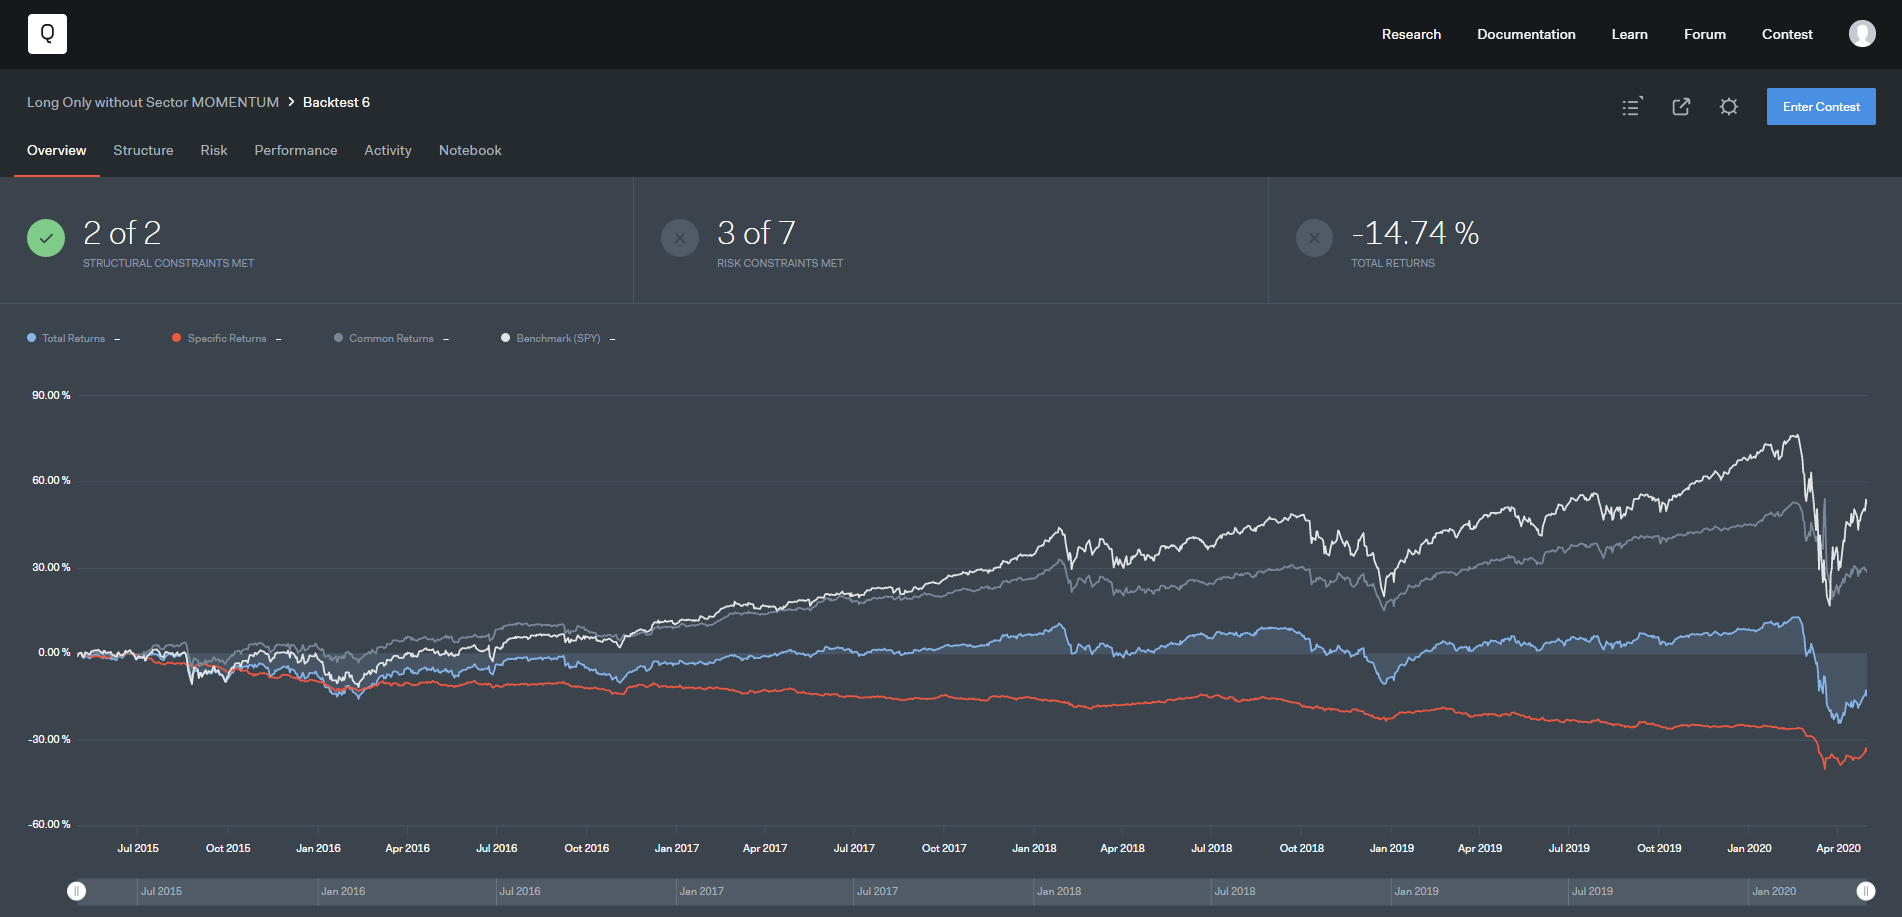 Q
Research Documentation Learn Forum Contest
Long Only without Sector MOMENTUM > Backtest 6
Enter Contest
Overview Structure Risk Performance Activity Notebook
2 of 2
STRUCTURAL CONSTRAINTS MET
3 of 7
RISK CONSTRAINTS MET
-14.74 %
TOTAL RETURNS
Total Returns – Specific Returns – Common Returns – Benchmark (SPY) –
90.00 %
60.00 %
30.00 %
0.00 %
-30.00 %
-60.00 %
Jul 2015 Oct 2015 Jan 2016 Apr 2016 Jul 2016 Oct 2016 Jan 2017 Apr 2017 Jul 2017 Oct 2017 Jan 2018 Apr 2018 Jul 2018 Oct 2018 Jan 2019 Apr 2019 Jul 2019 Oct 2019 Jan 2020 Apr 2020
Jul 2015 Jan 2016 Jul 2016 Jan 2017 Jul 2017 Jan 2018 Jul 2018 Jan 2019 Jul 2019 Jan 2020